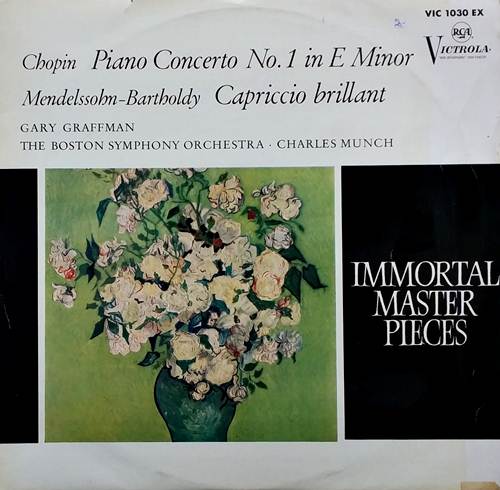 VIC 1030 EX
RCA
VICTROLA
Chopin Piano Concerto No. 1 in E Minor
Mendelssohn-Bartholdy Capriccio brillant
GARY GRAFFMAN
THE BOSTON SYMPHONY ORCHESTRA · CHARLES MUNCH
IMMORTAL
MASTER
PIECES